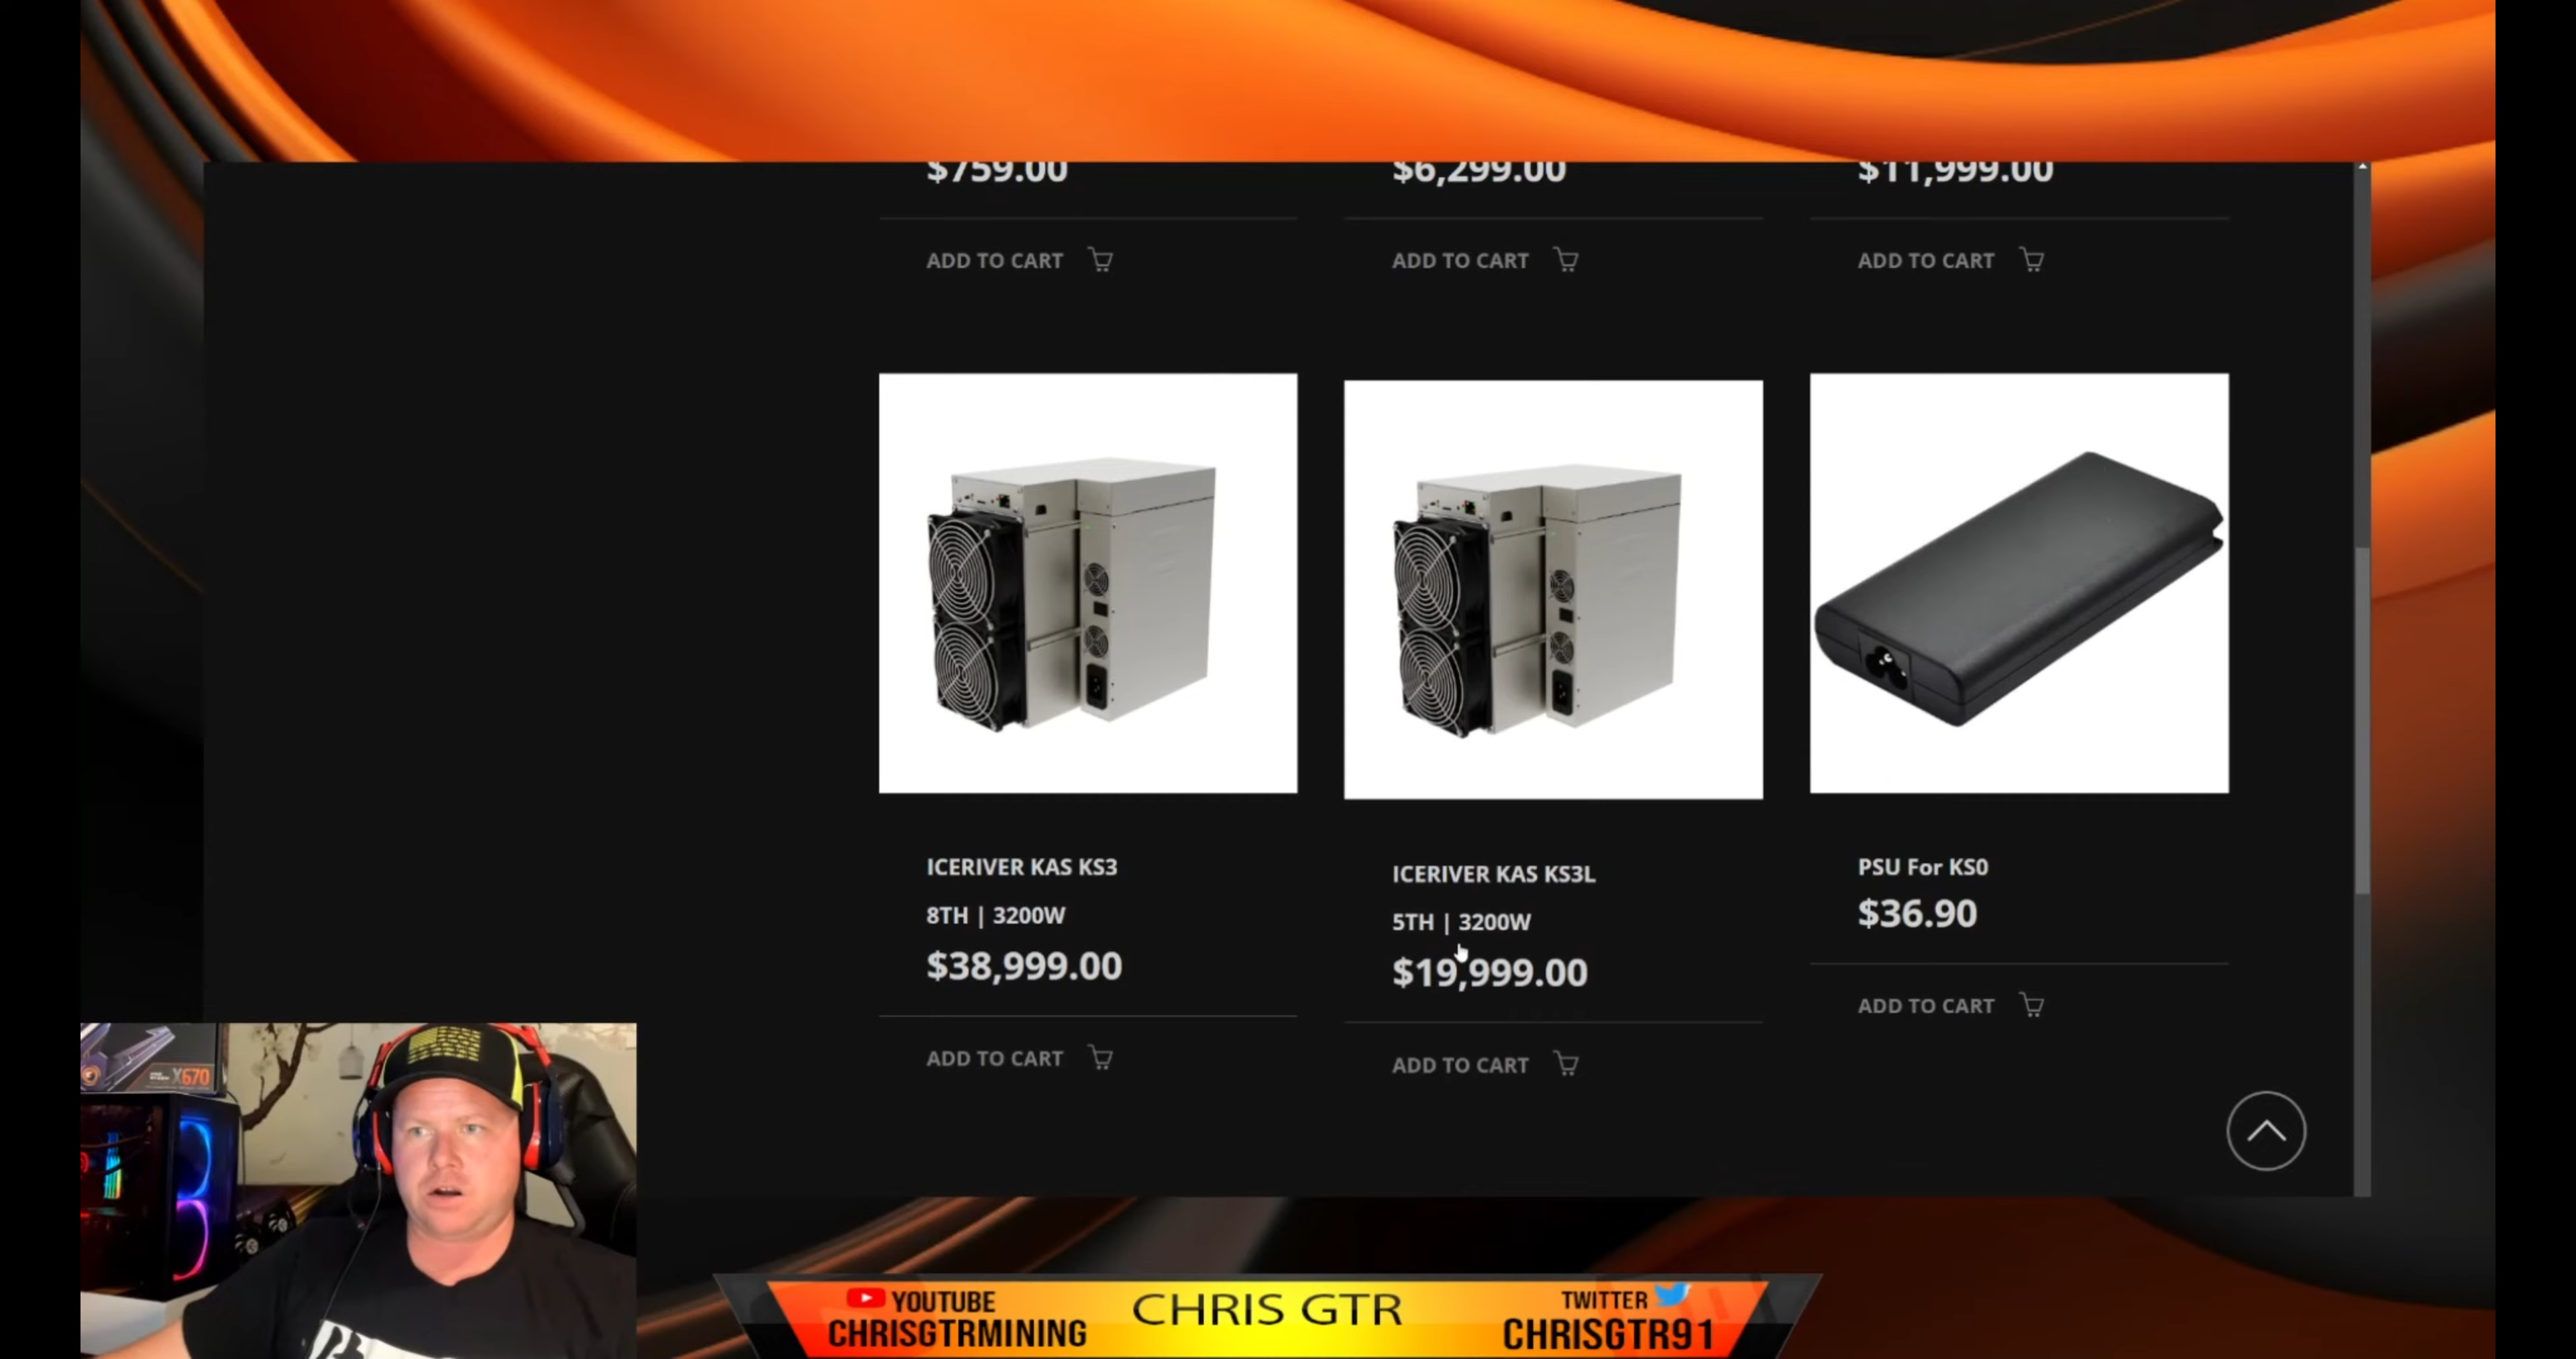 $759.00
$6,299.00
$11,999.00
ADD TO CART
ADD TO CART
ADD TO CART
ICERIVER KAS KS3
8TH | 3200W
$38,999.00
ADD TO CART
ICERIVER KAS KS3L
5TH | 3200W
$19,999.00
ADD TO CART
PSU For KS0
$36.90
ADD TO CART
X670
YOUTUBE
CHRISGTRMINING
CHRIS GTR
TWITTER
CHRISGTR91